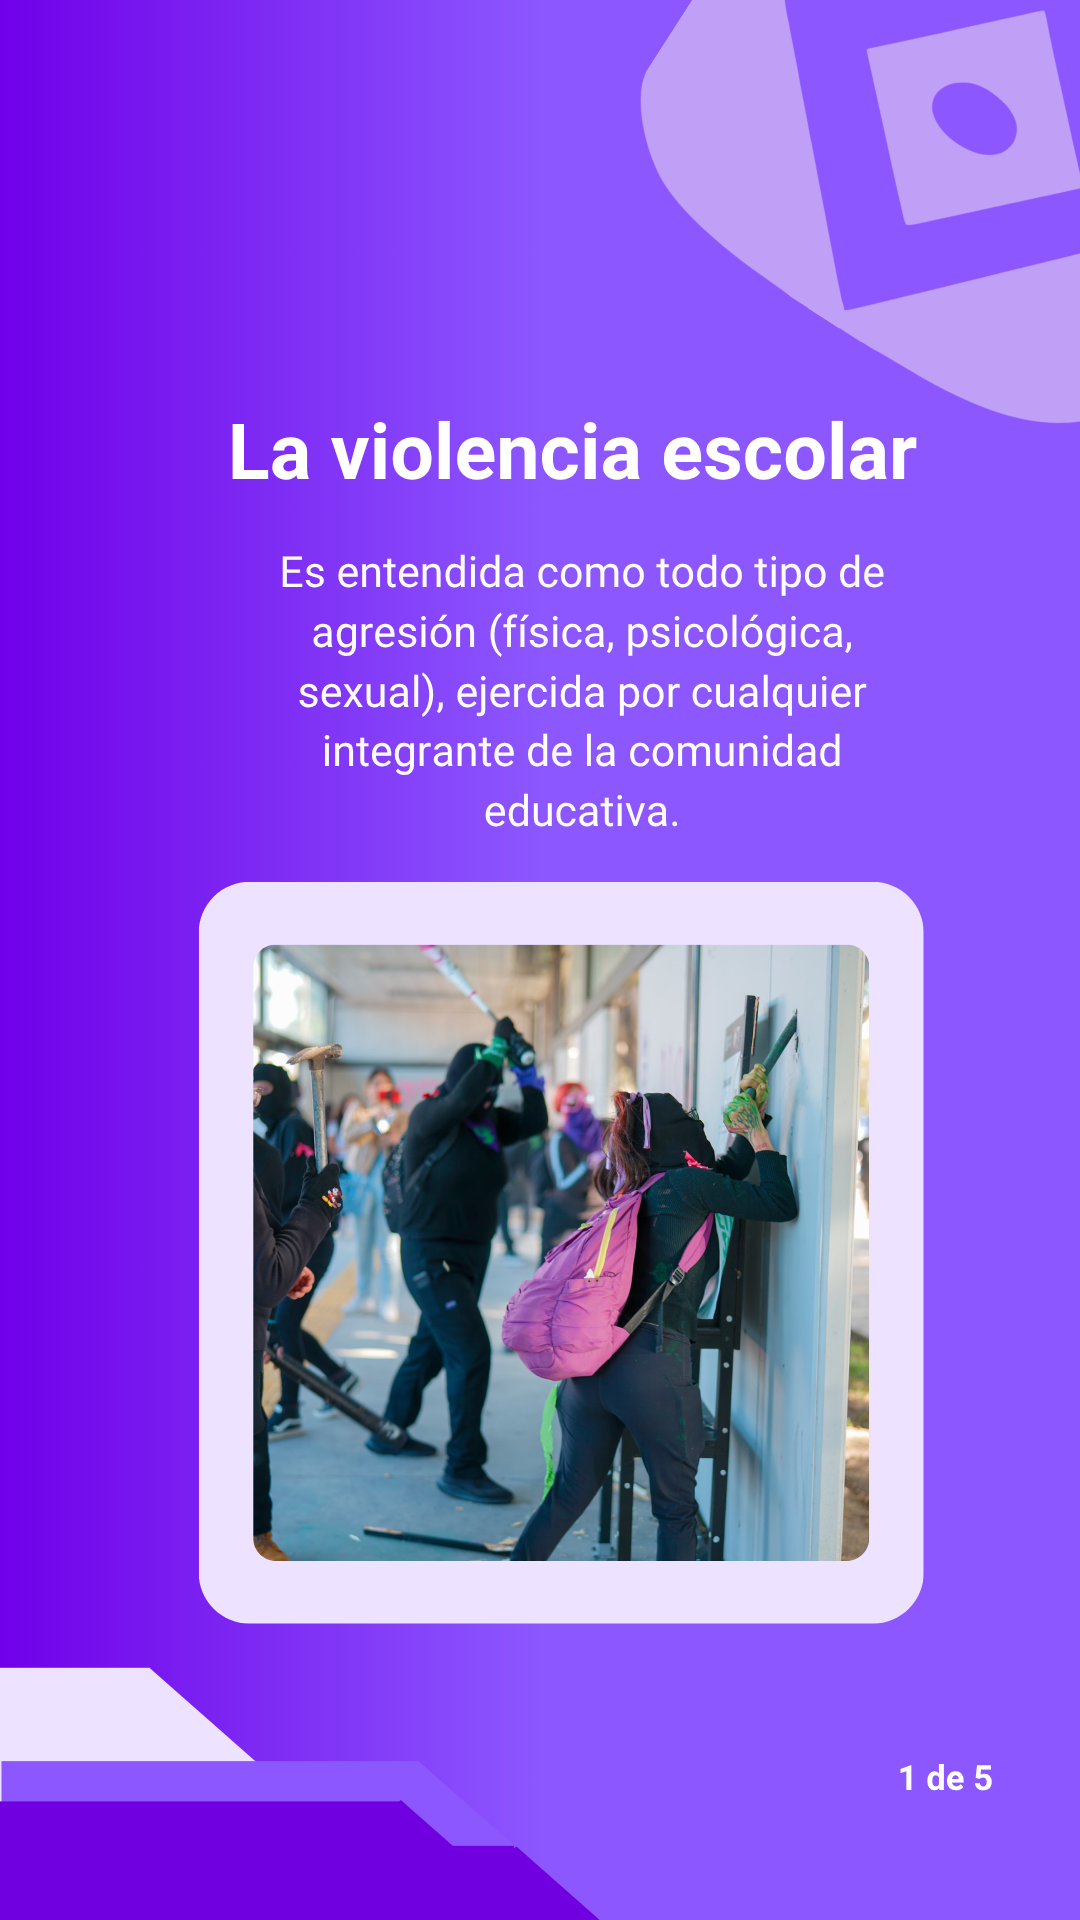 La violencia escolar
Es entendida como todo tipo de
agresión (física, psicológica,
sexual), ejercida por cualquier
integrante de la comunidad
educativa.
1 de 5